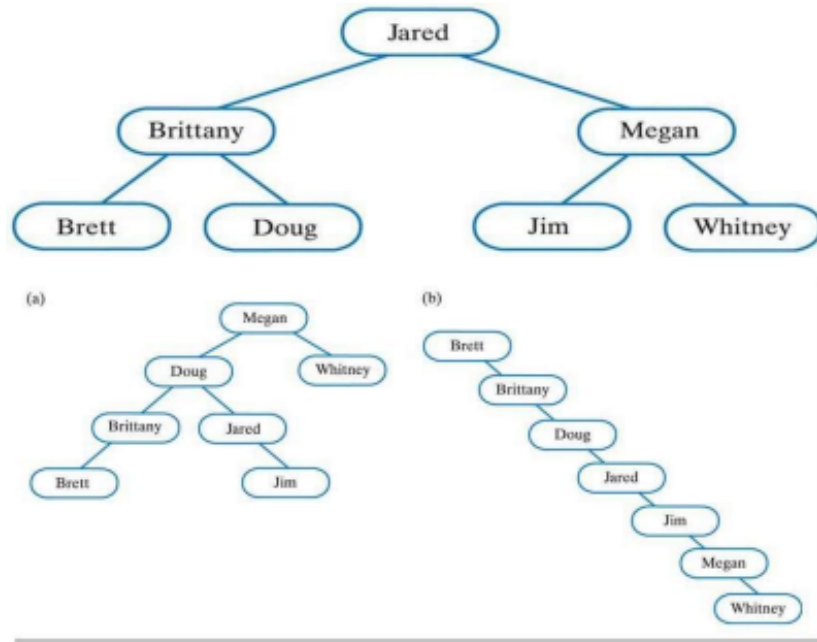 Jared
Brittany Megan
Brett Doug Jim Whitney
(a) (b)
Megan
Doug Whitney
Brittany Jared
Brett Jim
Brett
Brittany
Doug
Jared
Jim
Megan
Whitney